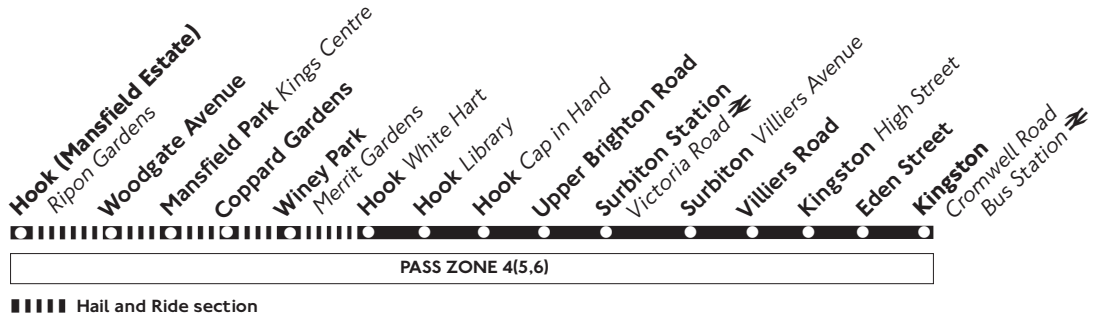 Hook (Mansfield Estate)
Ripon Gardens
Woodgate Avenue
Mansfield Park Kings Centre
Coppard Gardens
Winey Park
Merrit Gardens
Hook White Hart
Hook Library
Hook Cap in Hand
Upper Brighton Road
Surbiton Station
Victoria Road
Surbiton Villiers Avenue
Villiers Road
Kingston High Street
Eden Street
Kingston
Cromwell Road
Bus Station
PASS ZONE 4(5,6)
Hail and Ride section